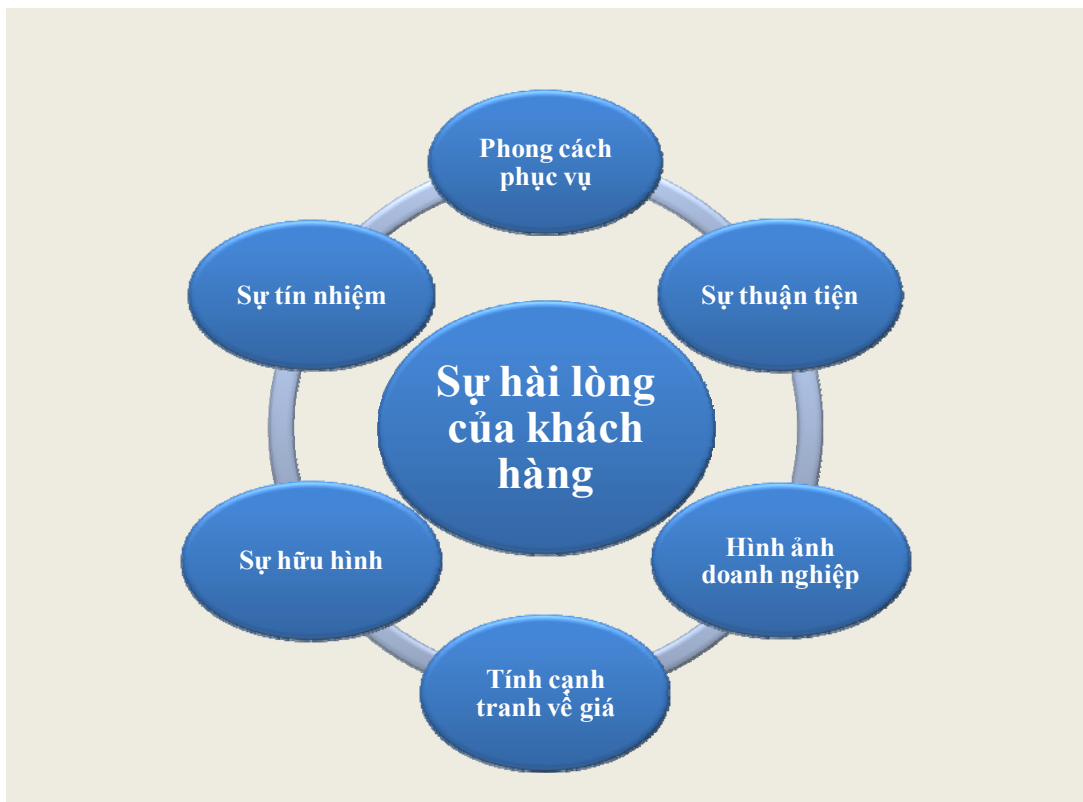 Phong cách
phục vụ
Sự tín nhiệm
Sự thuận tiện
Sự hài lòng
của khách
hàng
Sự hữu hình
Hình ảnh
doanh nghiệp
Tính cạnh
tranh về giá